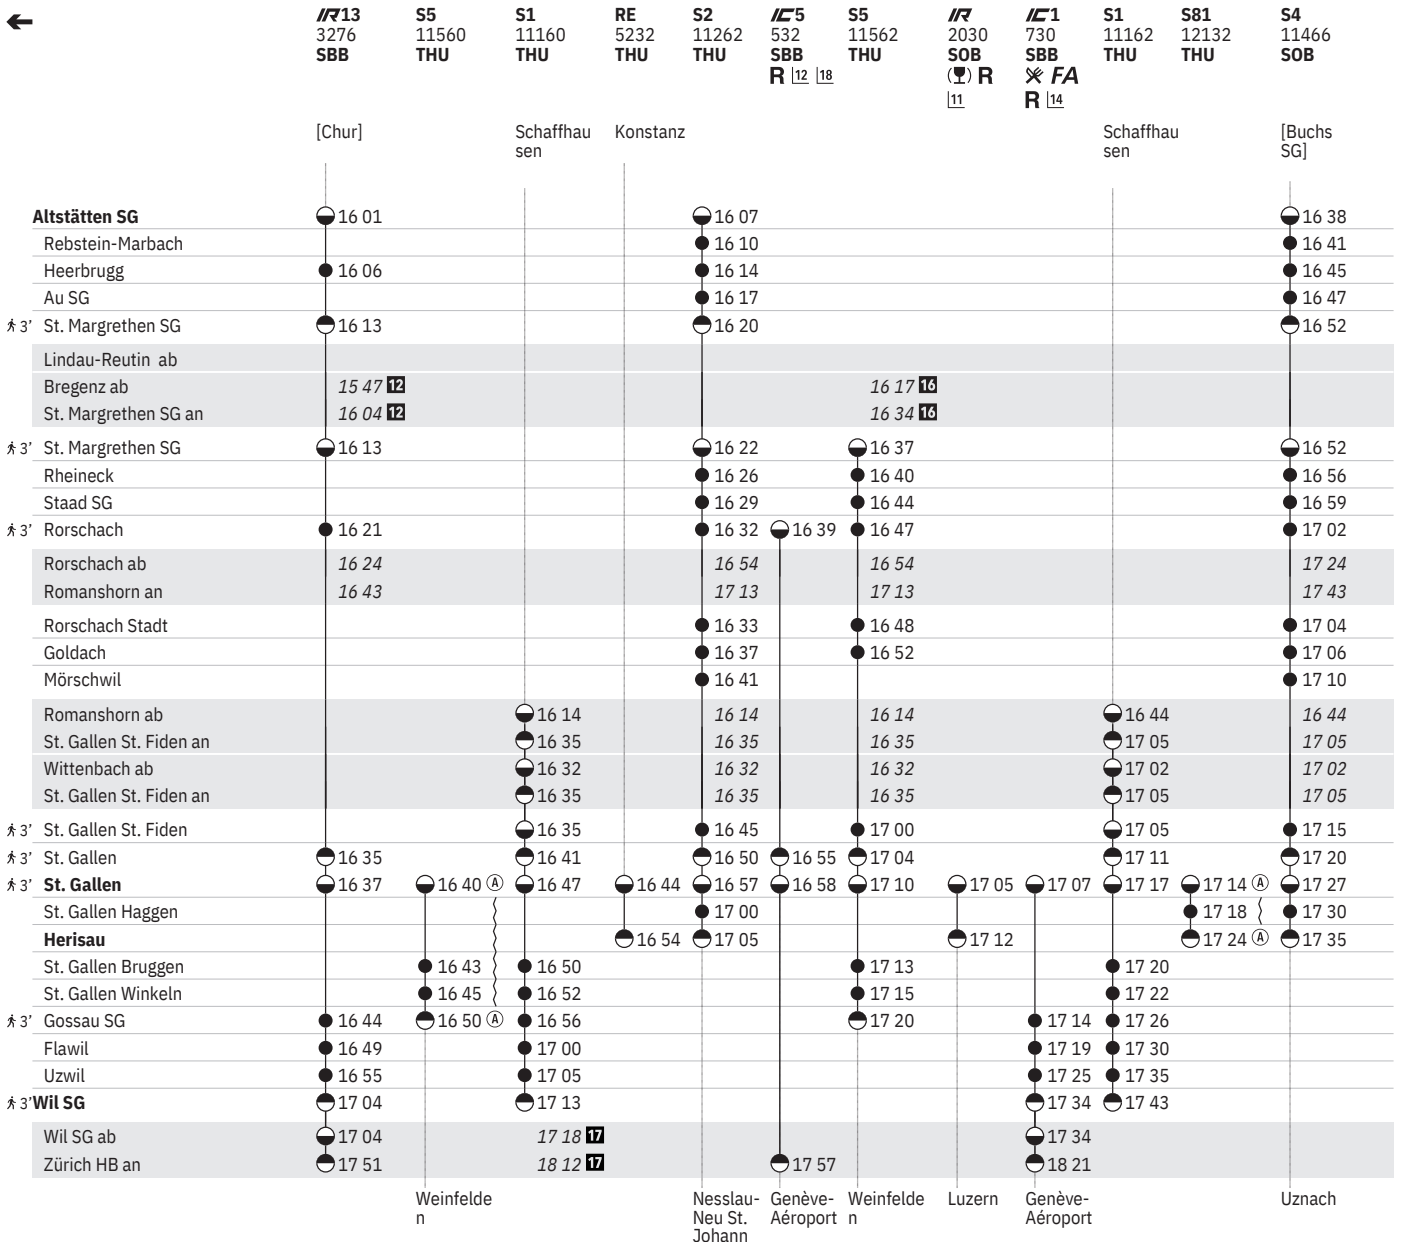 IR13 S5 S1 RE S2 IC5 S5 IR IC1 S1 S81 S4
3276 11560 11160 5232 11262 532 11562 2030 730 11162 12132 11466
SBB THU THU THU THU SBB THU SOB SBB THU THU SOB
R 12 18 R FA
11 R 14
[Chur] Schaffhau Konstanz Schaffhau [Buchs
sen sen SG]
Altstätten SG 16 01 16 07 16 38
Rebstein-Marbach 16 10 16 41
Heerbrugg 16 06 16 14 16 45
Au SG 16 17 16 47
3' St. Margrethen SG 16 13 16 20 16 52
Lindau-Reutin ab
Bregenz ab 15 47 12 16 17 16
St. Margrethen SG an 16 04 12 16 34 16
3' St. Margrethen SG 16 13 16 22 16 37 16 52
Rheineck 16 26 16 40 16 56
Staad SG 16 29 16 44 16 59
3' Rorschach 16 21 16 32 16 39 16 47 17 02
Rorschach ab 16 24 16 54 16 54 17 24
Romanshorn an 16 43 17 13 17 13 17 43
Rorschach Stadt 16 33 16 48 17 04
Goldach 16 37 16 52 17 06
Mörschwil 16 41 17 10
Romanshorn ab 16 14 16 14 16 14 16 44 16 44
St. Gallen St. Fiden an 16 35 16 35 16 35 17 05 17 05
Wittenbach ab 16 32 16 32 16 32 17 02 17 02
St. Gallen St. Fiden an 16 35 16 35 16 35 17 05 17 05
3' St. Gallen St. Fiden 16 35 16 45 17 00 17 05 17 15
3' St. Gallen 16 35 16 41 16 50 16 55 17 04 17 11 17 20
3' St. Gallen 16 37 16 40 A 16 47 16 44 16 57 16 58 17 10 17 05 17 07 17 17 17 14 A 17 27
St. Gallen Haggen 17 00 17 18 17 30
Herisau 16 54 17 05 17 12 17 24 A 17 35
St. Gallen Bruggen 16 43 16 50 17 13 17 20
St. Gallen Winkeln 16 45 16 52 17 15 17 22
3' Gossau SG 16 44 16 50 A 16 56 17 20 17 14 17 26
Flawil 16 49 17 00 17 19 17 30
Uzwil 16 55 17 05 17 25 17 35
3' Wil SG 17 04 17 13 17 34 17 43
Wil SG ab 17 04 17 18 17 17 34
Zürich HB an 17 51 18 12 17 17 57 18 21
Weinfelde Nesslau- Genève- Weinfelde Luzern Genève- Uznach
n Neu St. Aéroport n Aéroport
Johann